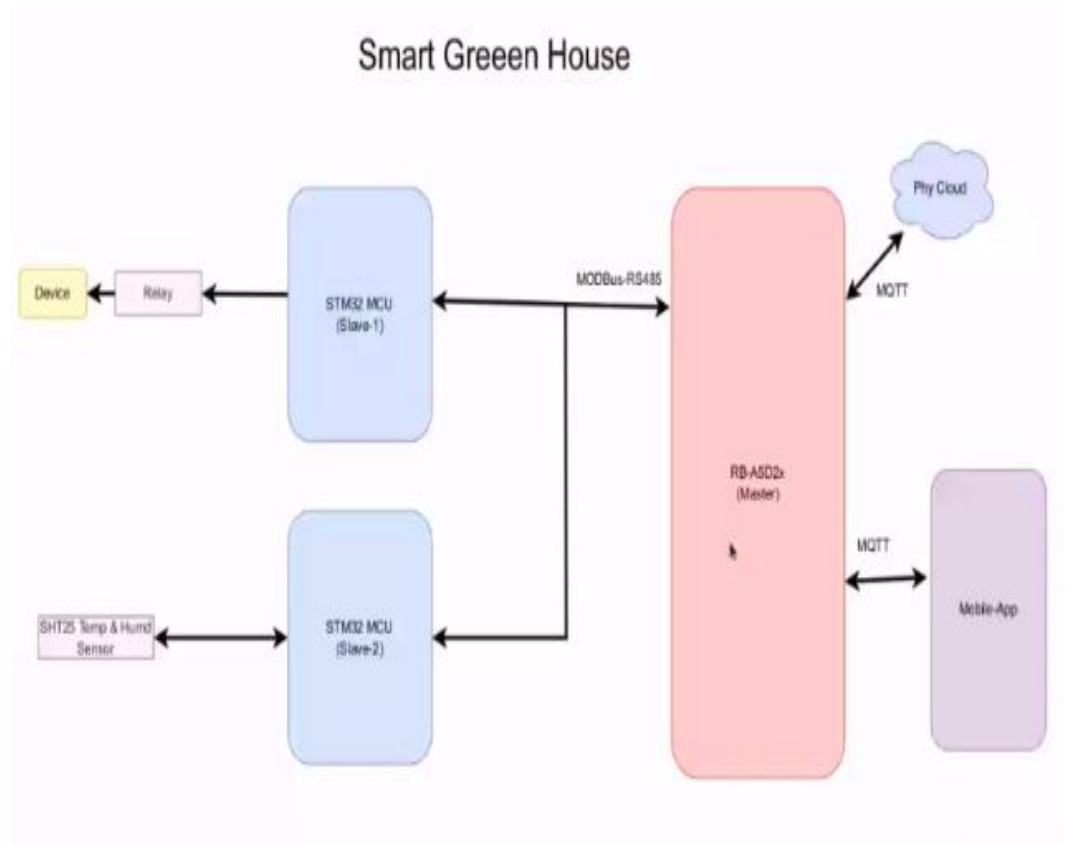 Smart Greeen House
Phy Cloud
MODBus-RS485
MQTT
Device
Relay
STM32 MCU
(Slave-1)
RB-A5D2x
(Master)
MQTT
Mobile-App
SHT25 Temp & Humd
Sensor
STM32 MCU
(Slave-2)